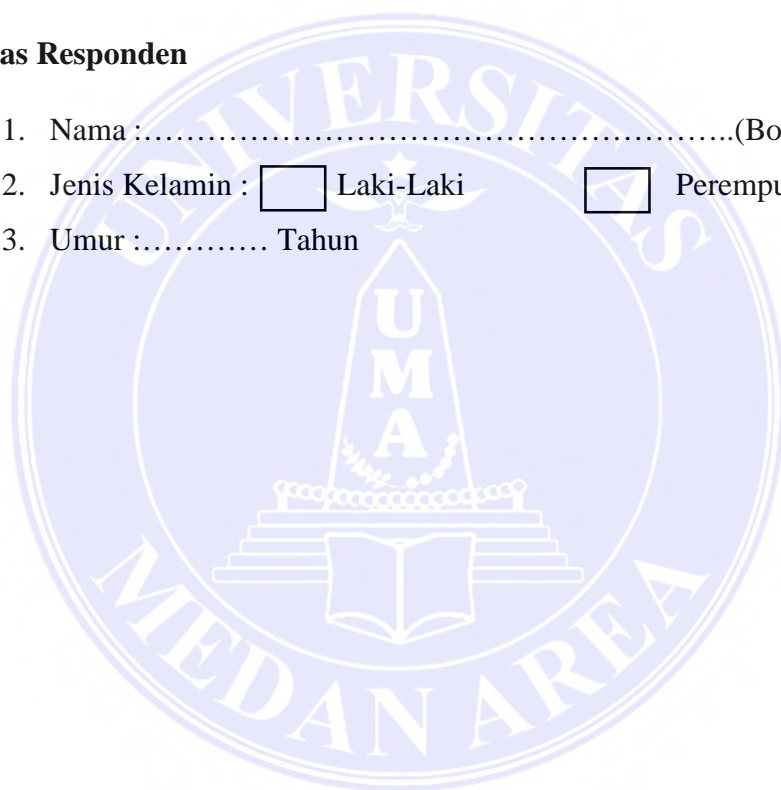 as Responden
1. Nama :…………………………………………………..(Bo
2. Jenis Kelamin : Laki-Laki Perempu
3. Umur :………… Tahun
UNIVERSITAS
UMA
MEDAN AREA